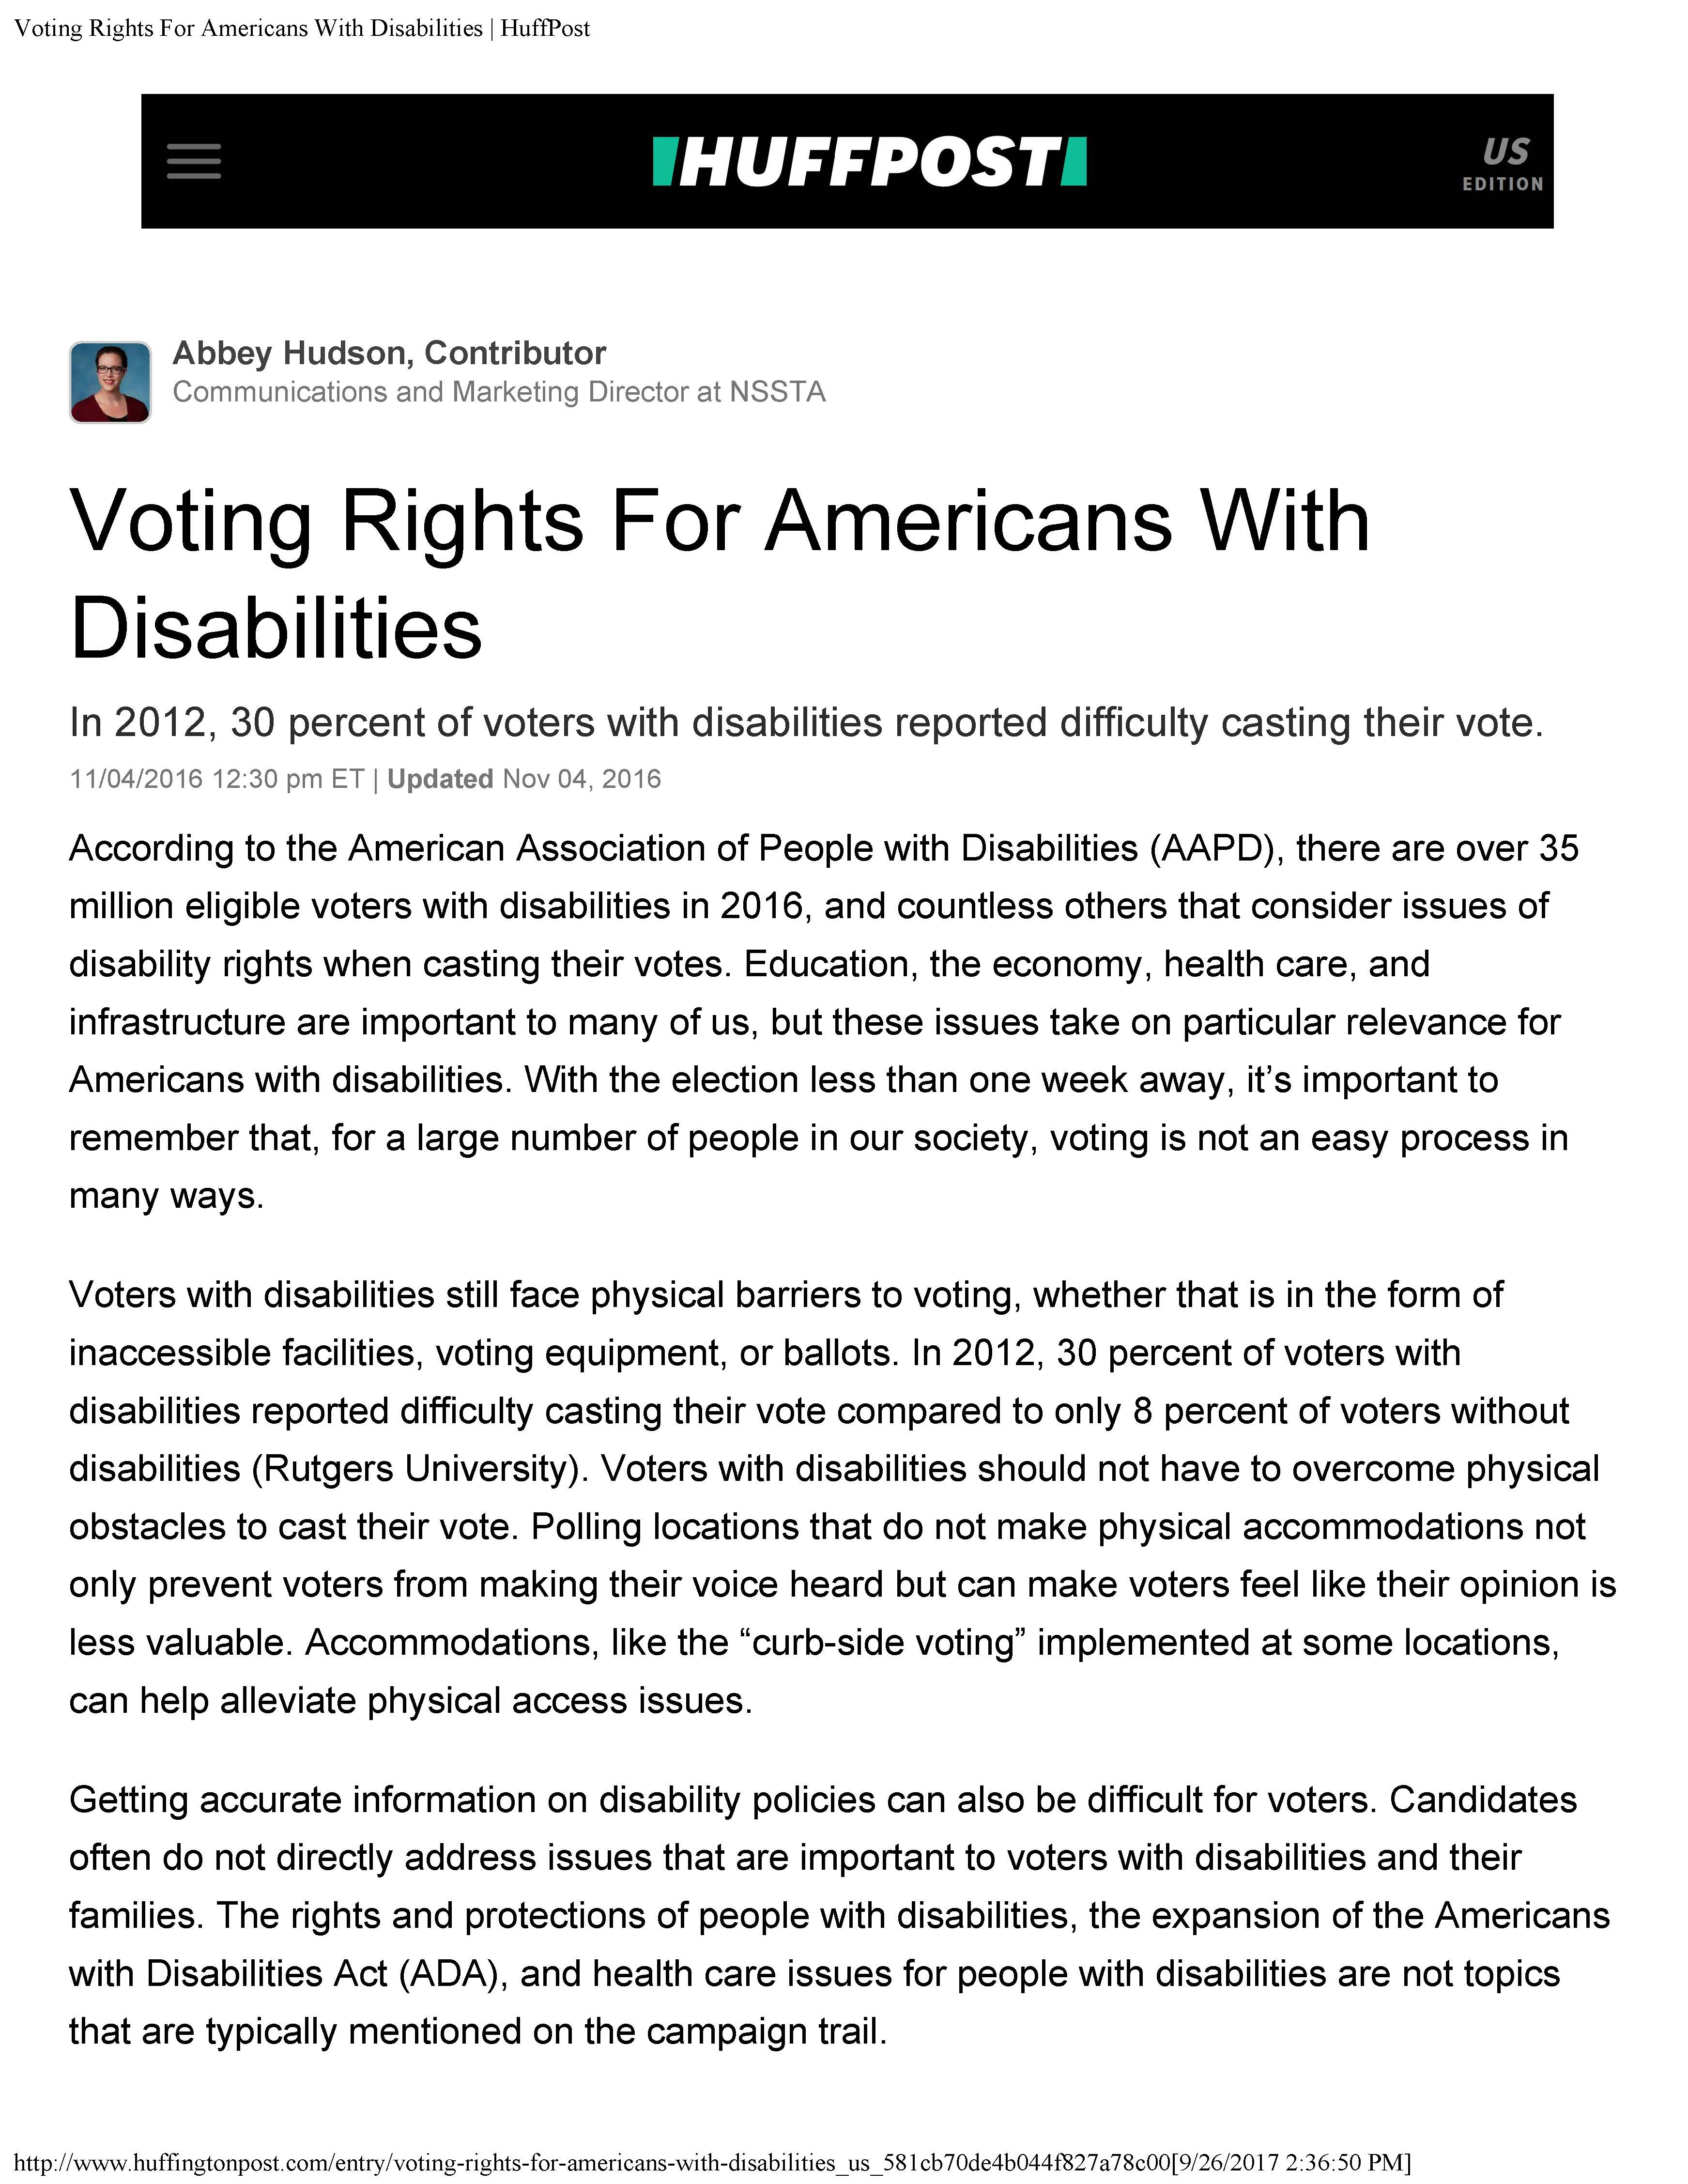 Voting Rights For Americans With Disabilities | HuffPost
HUFFPOST
US
EDITION
Abbey Hudson, Contributor
Communications and Marketing Director at NSSTA
Voting Rights For Americans With
Disabilities
In 2012, 30 percent of voters with disabilities reported difficulty casting their vote.
11/04/2016 12:30 pm ET | Updated Nov 04, 2016
According to the American Association of People with Disabilities (AAPD), there are over 35
million eligible voters with disabilities in 2016, and countless others that consider issues of
disability rights when casting their votes. Education, the economy, health care, and
infrastructure are important to many of us, but these issues take on particular relevance for
Americans with disabilities. With the election less than one week away, it’s important to
remember that, for a large number of people in our society, voting is not an easy process in
many ways.
Voters with disabilities still face physical barriers to voting, whether that is in the form of
inaccessible facilities, voting equipment, or ballots. In 2012, 30 percent of voters with
disabilities reported difficulty casting their vote compared to only 8 percent of voters without
disabilities (Rutgers University). Voters with disabilities should not have to overcome physical
obstacles to cast their vote. Polling locations that do not make physical accommodations not
only prevent voters from making their voice heard but can make voters feel like their opinion is
less valuable. Accommodations, like the “curb-side voting” implemented at some locations,
can help alleviate physical access issues.
Getting accurate information on disability policies can also be difficult for voters. Candidates
often do not directly address issues that are important to voters with disabilities and their
families. The rights and protections of people with disabilities, the expansion of the Americans
with Disabilities Act (ADA), and health care issues for people with disabilities are not topics
that are typically mentioned on the campaign trail.
http://www.huffingtonpost.com/entry/voting-rights-for-americans-with-disabilities_us_581cb70de4b044f827a78c00[9/26/2017 2:36:50 PM]